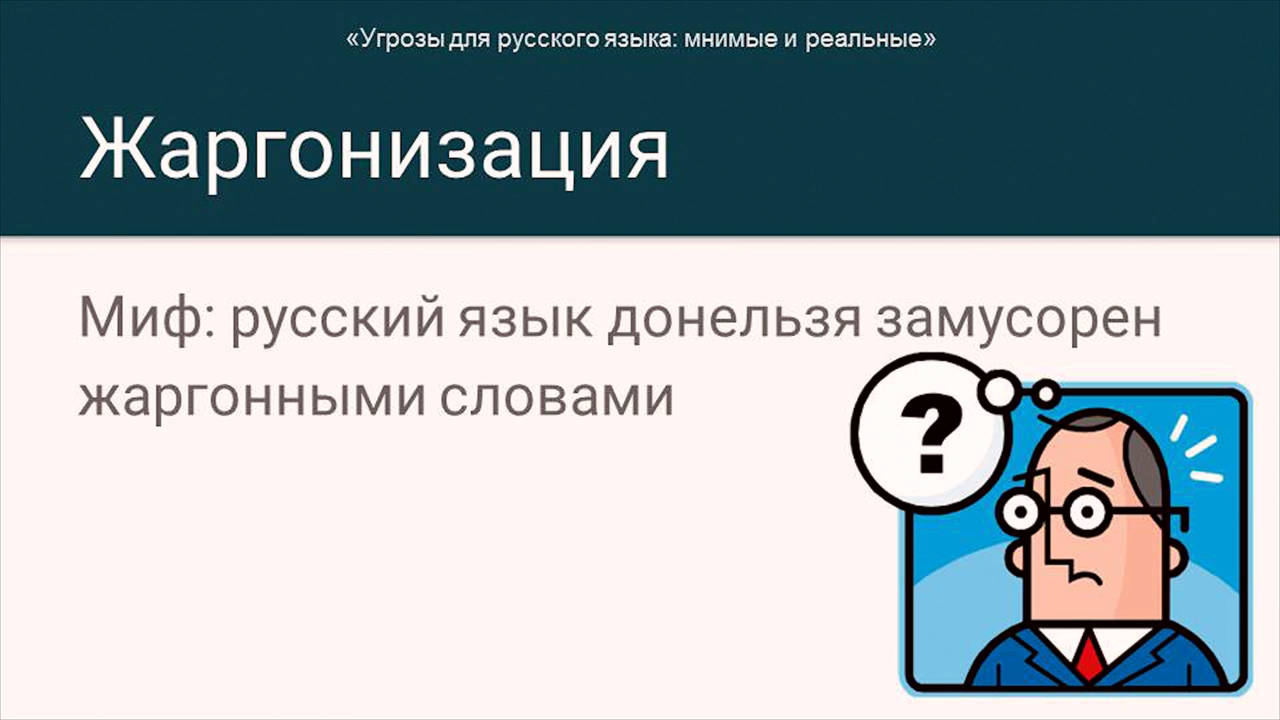 «Угрозы для русского языка: мнимые и реальные»
Жаргонизация
Миф: русский язык донельзя замусорен
жаргонными словами
?